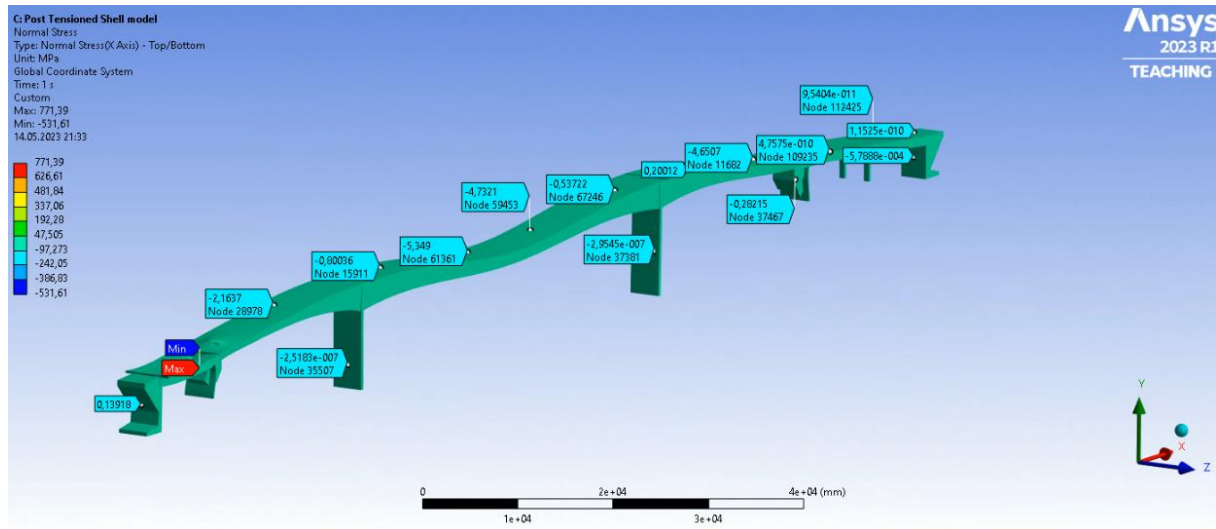 C: Post Tensioned Shell model
Normal Stress
Type: Normal Stress(X Axis) - Top/Bottom
Unit: MPa
Global Coordinate System
Time: 1 s
Custom
Max: 771,39
Min: -531,61
14.05.2023 21:33
Ansys
2023 R1
TEACHING
771,39
626,61
481,84
337,06
192,28
47,505
-97,273
-242,05
-386,83
-531,61
9,5404e-011
Node 112425
1,1525e-010
-5,7888e-004
4,7575e-010
Node 109235
-4,6507
Node 11682
0,20012
-0,28215
Node 37467
-0,53722
Node 67246
-4,7321
Node 59453
-2,9545e-007
Node 37381
-5,349
Node 61361
-0,80036
Node 15911
-2,1637
Node 28978
Min
Max
-2,5183e-007
Node 35507
0,13918
Y
X
Z
0
2e+04
4e+04 (mm)
1e+04
3e+04